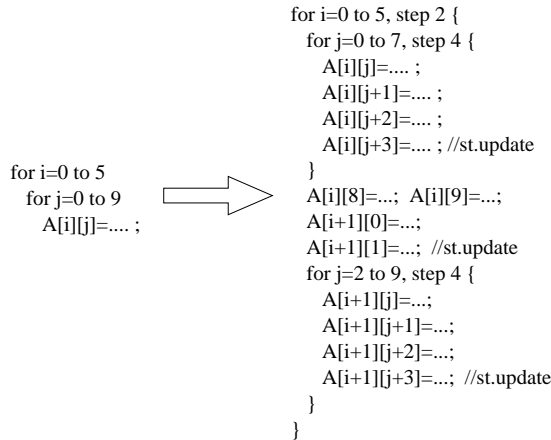 for i=0 to 5
for j=0 to 9
A[i][j]=.... ;
for i=0 to 5, step 2 {
for j=0 to 7, step 4 {
A[i][j]=.... ;
A[i][j+1]=.... ;
A[i][j+2]=.... ;
A[i][j+3]=.... ; //st.update
}
A[i][8]=...; A[i][9]=...;
A[i+1][0]=...;
A[i+1][1]=...; //st.update
for j=2 to 9, step 4 {
A[i+1][j]=...;
A[i+1][j+1]=...;
A[i+1][j+2]=...;
A[i+1][j+3]=...; //st.update
}
}